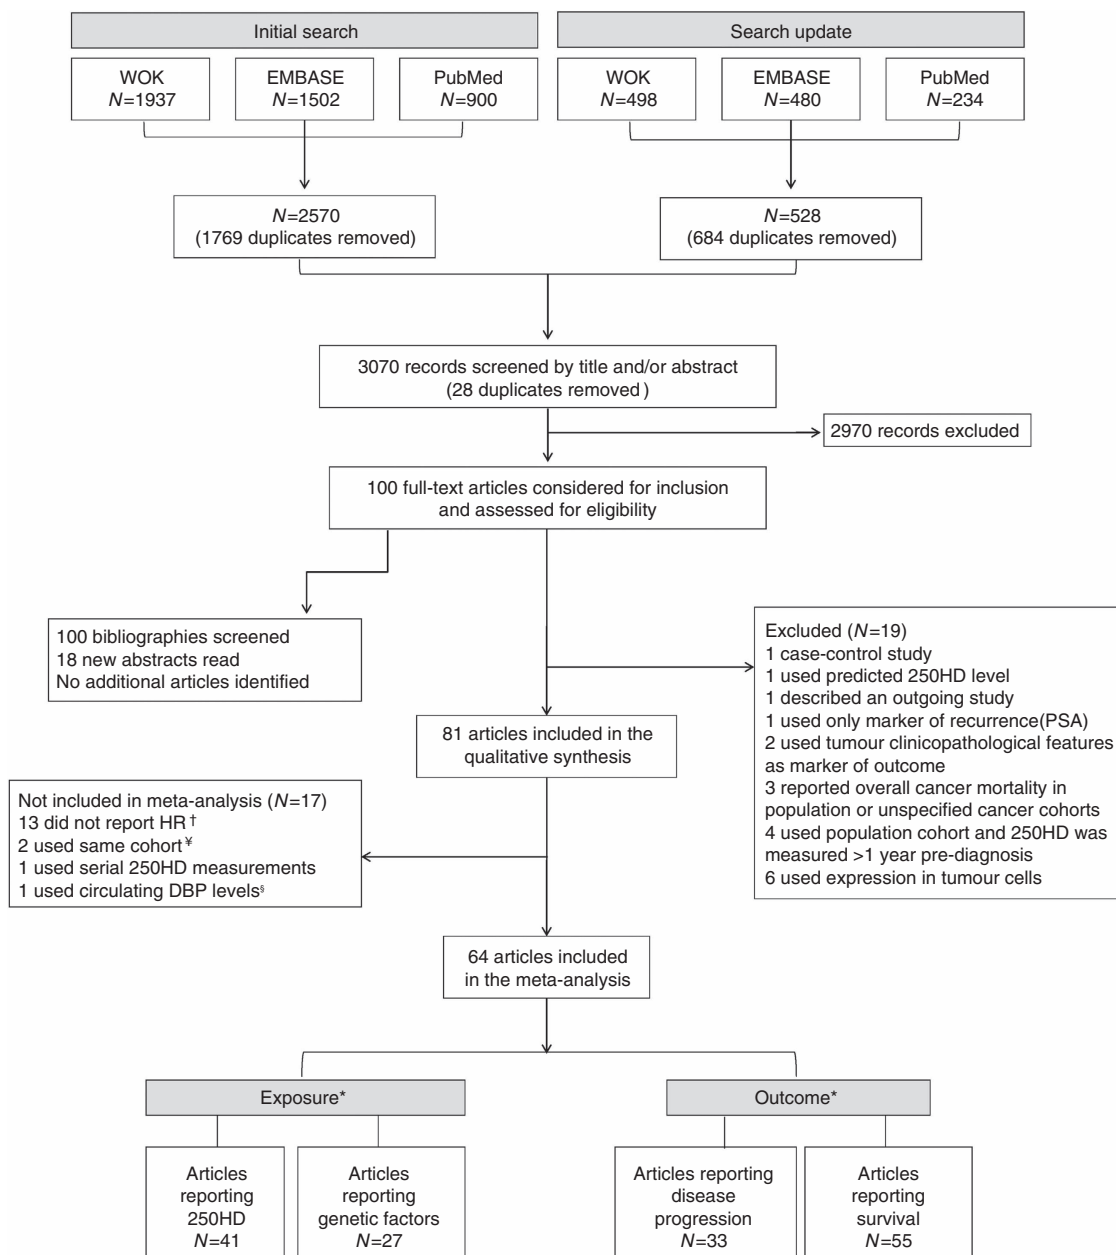 Initial search
Search update
WOK
N=1937
EMBASE
N=1502
PubMed
N=900
WOK
N=498
EMBASE
N=480
PubMed
N=234
N=2570
(1769 duplicates removed)
N=528
(684 duplicates removed)
3070 records screened by title and/or abstract
(28 duplicates removed )
2970 records excluded
100 full-text articles considered for inclusion
and assessed for eligibility
100 bibliographies screened
18 new abstracts read
No additional articles identified
Excluded (N=19)
1 case-control study
1 used predicted 250HD level
1 described an outgoing study
1 used only marker of recurrence(PSA)
2 used tumour clinicopathological features
as marker of outcome
3 reported overall cancer mortality in
population or unspecified cancer cohorts
4 used population cohort and 250HD was
measured >1 year pre-diagnosis
6 used expression in tumour cells
81 articles included in the
qualitative synthesis
Not included in meta-analysis (N=17)
13 did not report HR†
2 used same cohort¥
1 used serial 250HD measurements
1 used circulating DBP levels§
64 articles included
in the meta-analysis
Exposure*
Outcome*
Articles
reporting
250HD
N=41
Articles
reporting
genetic factors
N=27
Articles reporting
disease
progression
N=33
Articles
reporting
survival
N=55